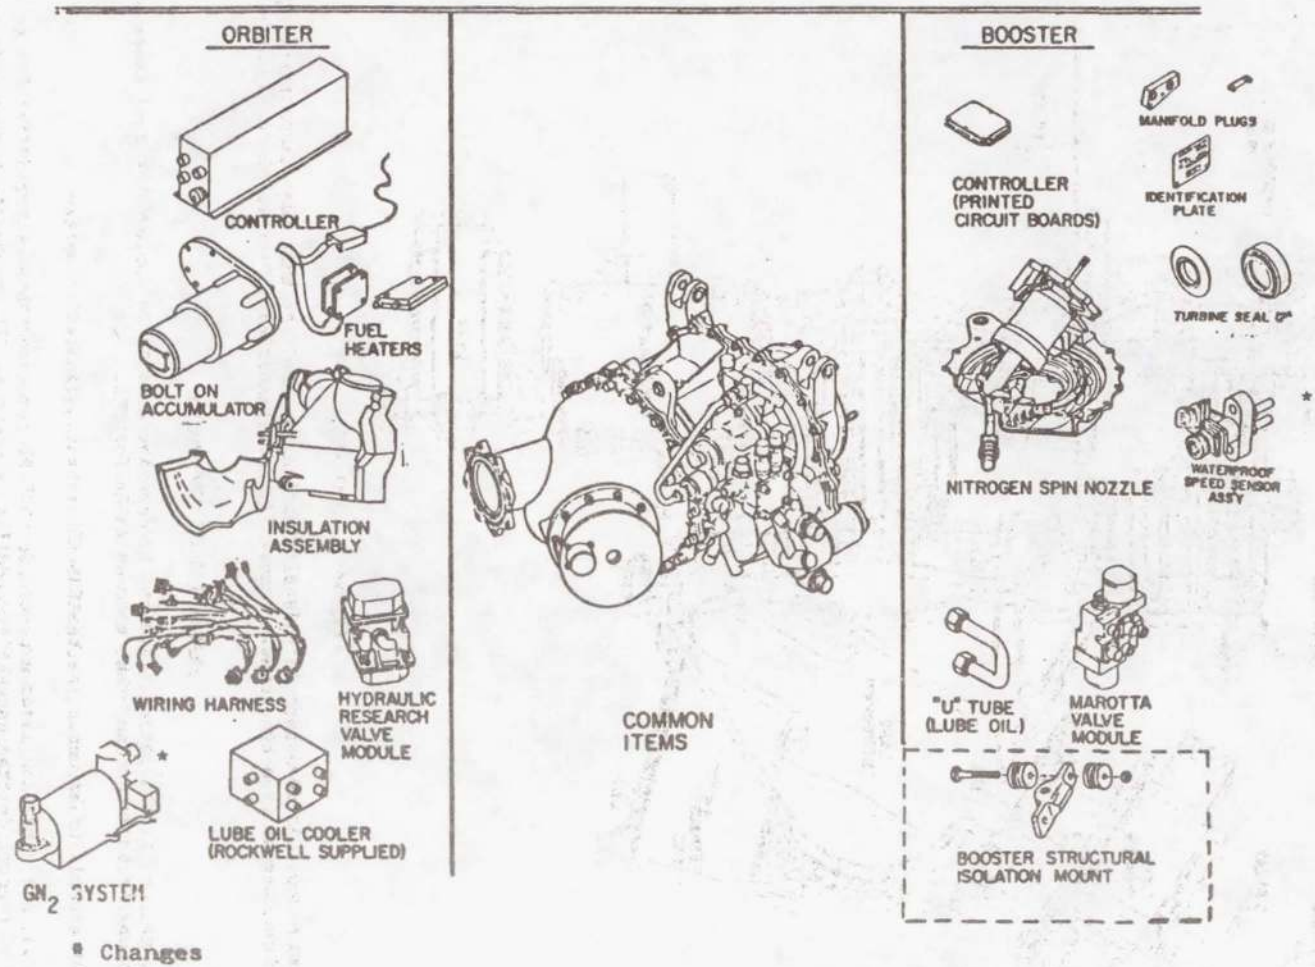 ORBITER
CONTROLLER
FUEL
HEATERS
BOLT ON
ACCUMULATOR
INSULATION
ASSEMBLY
WIRING HARNESS
HYDRAULIC
RESEARCH
VALVE
MODULE
*
LUBE OIL COOLER
(ROCKWELL SUPPLIED)
GN2 SYSTEM
* Changes
COMMON
ITEMS
BOOSTER
CONTROLLER
(PRINTED
CIRCUIT BOARDS)
MANIFOLD PLUGS
IDENTIFICATION
PLATE
TURBINE SEAL
NITROGEN SPIN NOZZLE
*
WATERPROOF
SPEED SENSOR
ASSY
"U" TUBE
(LUBE OIL)
MAROTTA
VALVE
MODULE
BOOSTER STRUCTURAL
ISOLATION MOUNT